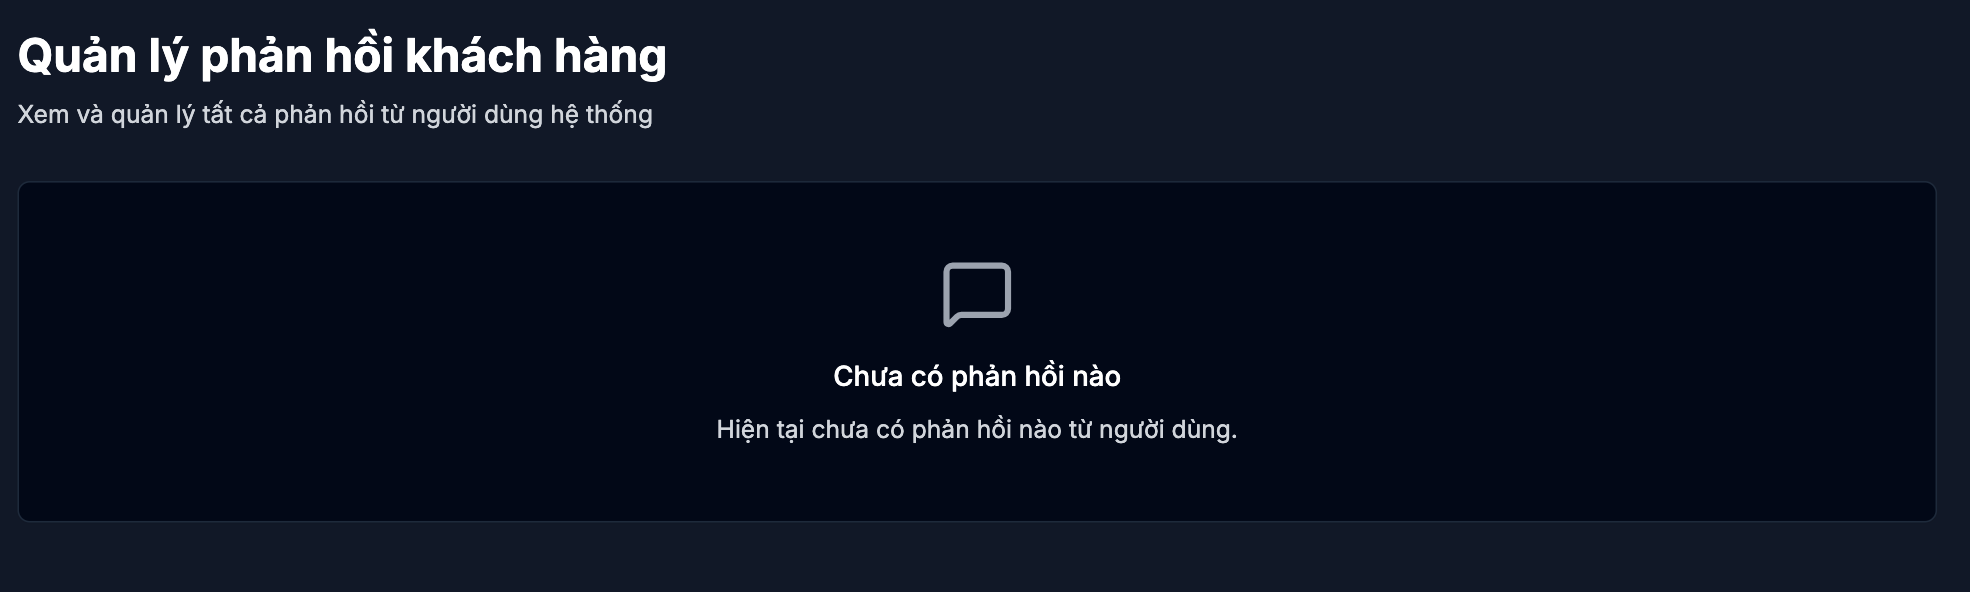 Quản lý phản hồi khách hàng
Xem và quản lý tất cả phản hồi từ người dùng hệ thống
Chưa có phản hồi nào
Hiện tại chưa có phản hồi nào từ người dùng.